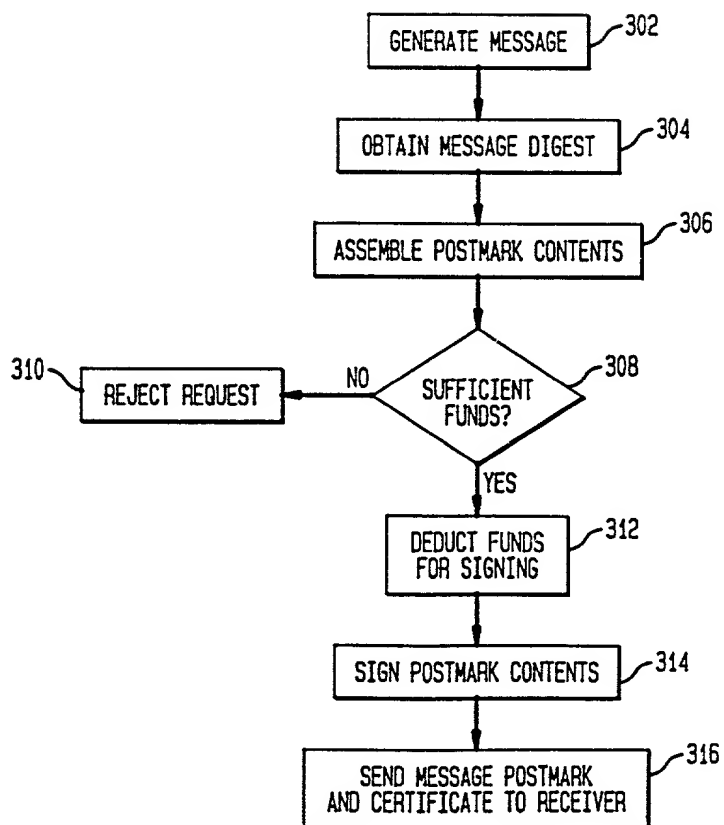 GENERATE MESSAGE
302
OBTAIN MESSAGE DIGEST
304
ASSEMBLE POSTMARK CONTENTS
306
310
REJECT REQUEST
NO
SUFFICIENT
FUNDS?
308
YES
DEDUCT FUNDS
FOR SIGNING
312
SIGN POSTMARK CONTENTS
314
SEND MESSAGE POSTMARK
AND CERTIFICATE TO RECEIVER
316